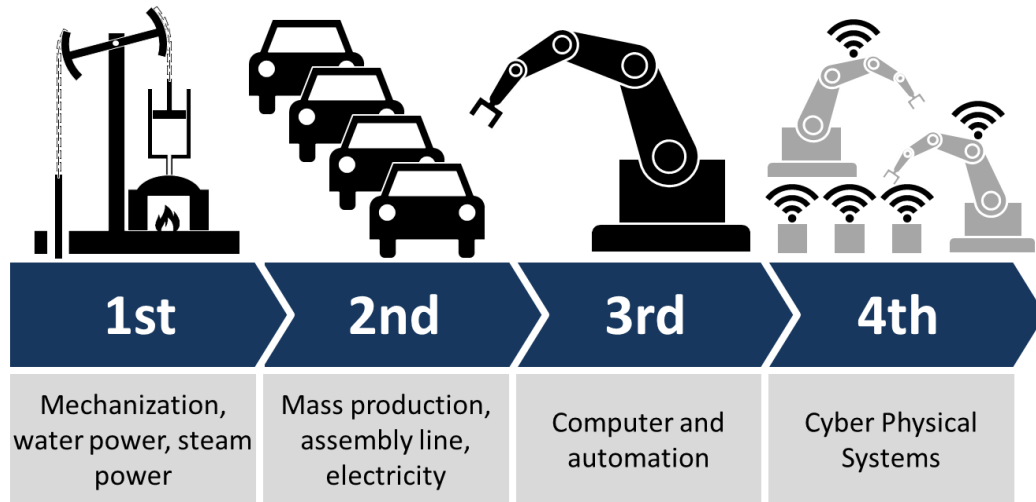 1st
2nd
3rd
4th
Mechanization,
water power, steam
power
Mass production,
assembly line,
electricity
Computer and
automation
Cyber Physical
Systems